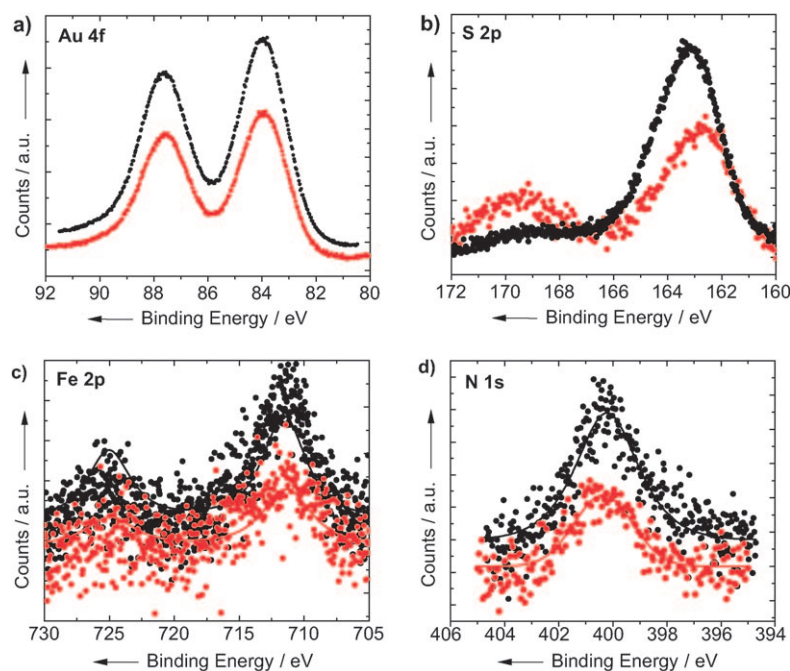 a) Au 4f
Counts / a.u.
92 90 88 86 84 82 80
Binding Energy / eV
b) S 2p
Counts / a.u.
172 170 168 166 164 162 160
Binding Energy / eV
c) Fe 2p
Counts / a.u.
730 725 720 715 710 705
Binding Energy / eV
d) N 1s
Counts / a.u.
406 404 402 400 398 396 394
Binding Energy / eV